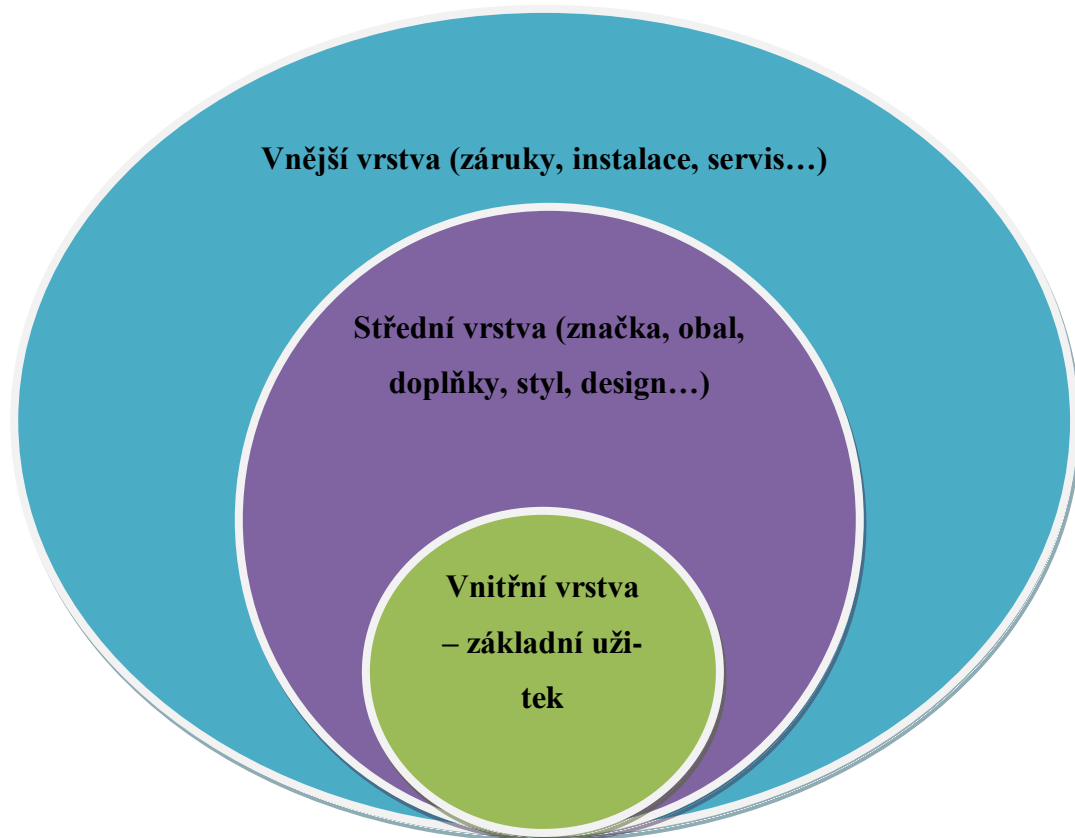 Vnější vrstva (záruky, instalace, servis…)
Střední vrstva (značka, obal,
doplňky, styl, design…)
Vnitřní vrstva
– základní uži-
tek